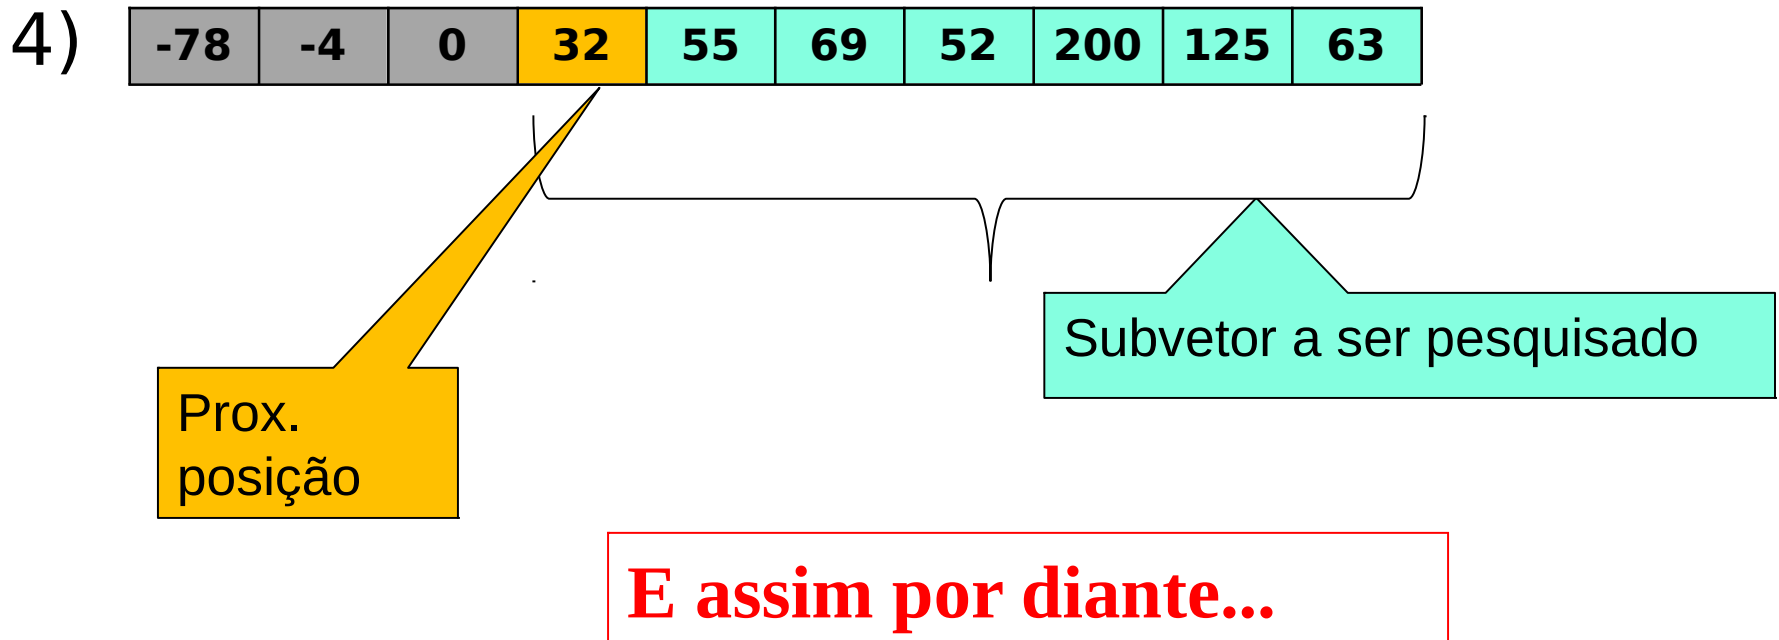 4) -78 -4 0 32 55 69 52 200 125 63
Subvetor a ser pesquisado
Prox.
posição
E assim por diante...